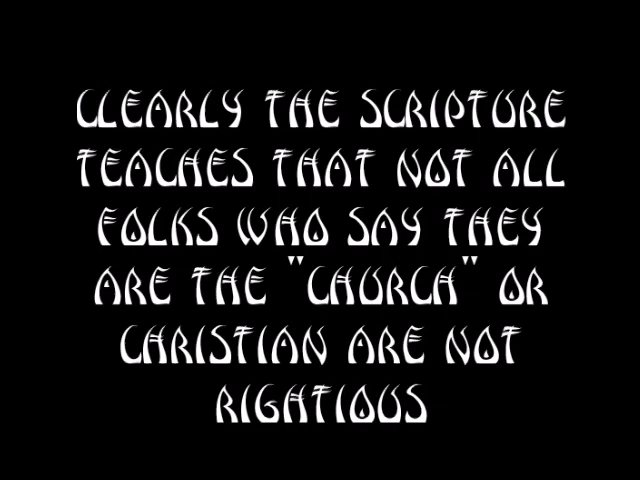 CLEARLY THE SCRIPTURE
TEACHES THAT NOT ALL
FOLKS WHO SAY THEY
ARE THE "CHURCH" OR
CHRISTIAN ARE NOT
RIGHTIOUS